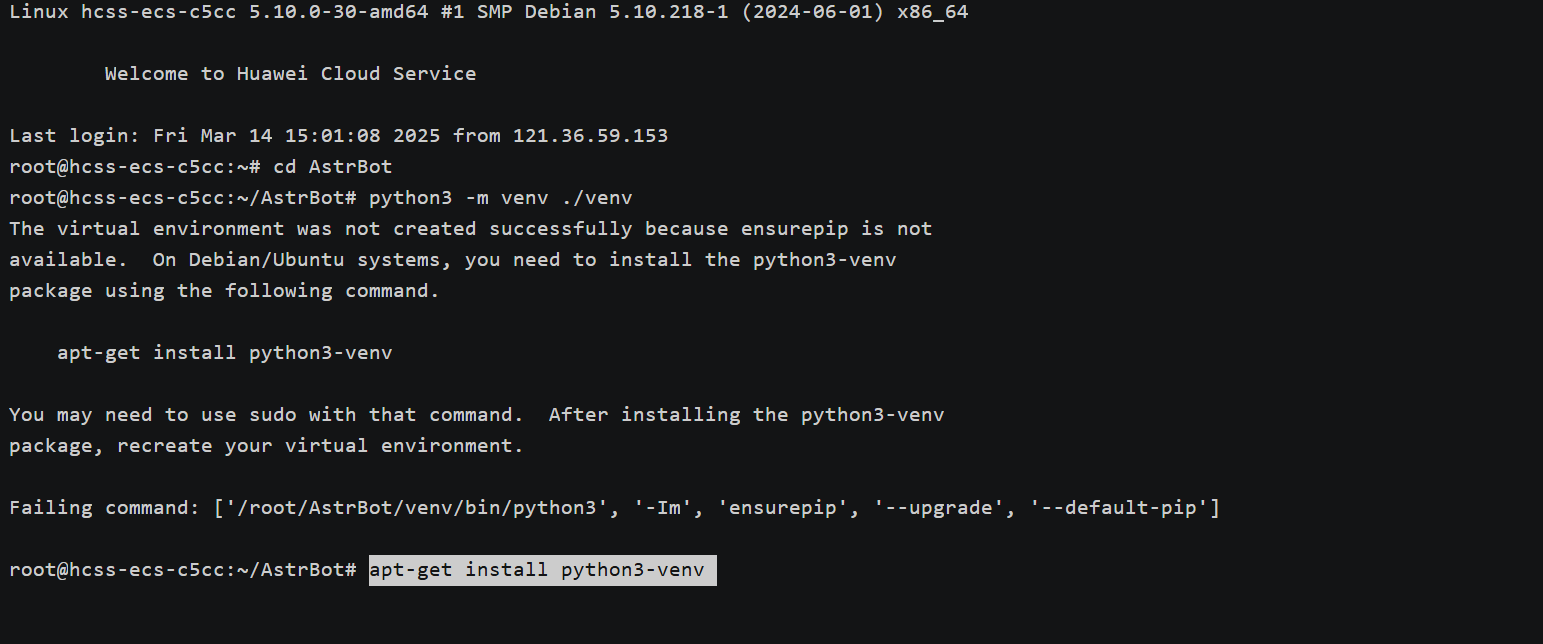 Linux hcss-ecs-c5cc 5.10.0-30-amd64 #1 SMP Debian 5.10.218-1 (2024-06-01) x86_64
Welcome to Huawei Cloud Service
Last login: Fri Mar 14 15:01:08 2025 from 121.36.59.153
root@hcss-ecs-c5cc:~# cd AstrBot
root@hcss-ecs-c5cc:~/AstrBot# python3 -m venv ./venv
The virtual environment was not created successfully because ensurepip is not
available.  On Debian/Ubuntu systems, you need to install the python3-venv
package using the following command.
apt-get install python3-venv
You may need to use sudo with that command.  After installing the python3-venv
package, recreate your virtual environment.
Failing command: ['/root/AstrBot/venv/bin/python3', '-Im', 'ensurepip', '--upgrade', '--default-pip']
root@hcss-ecs-c5cc:~/AstrBot# apt-get install python3-venv